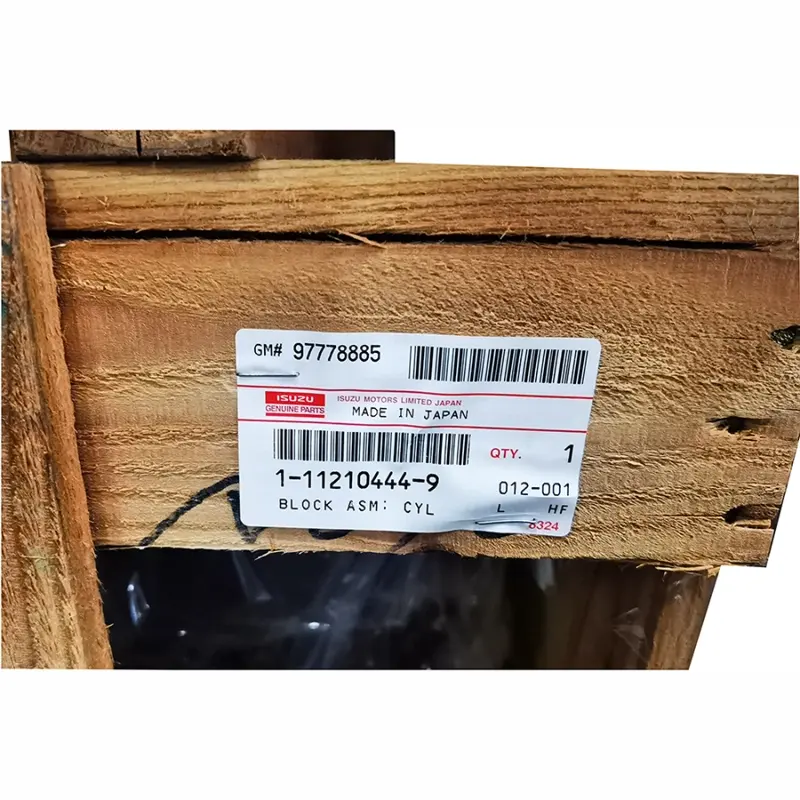 GM# 97778885
ISUZU
GENUINE PARTS
ISUZU MOTORS LIMITED JAPAN
MADE IN JAPAN
QTY. 1
1-11210444-9
012-001
BLOCK ASM: CYL
L HF
8324